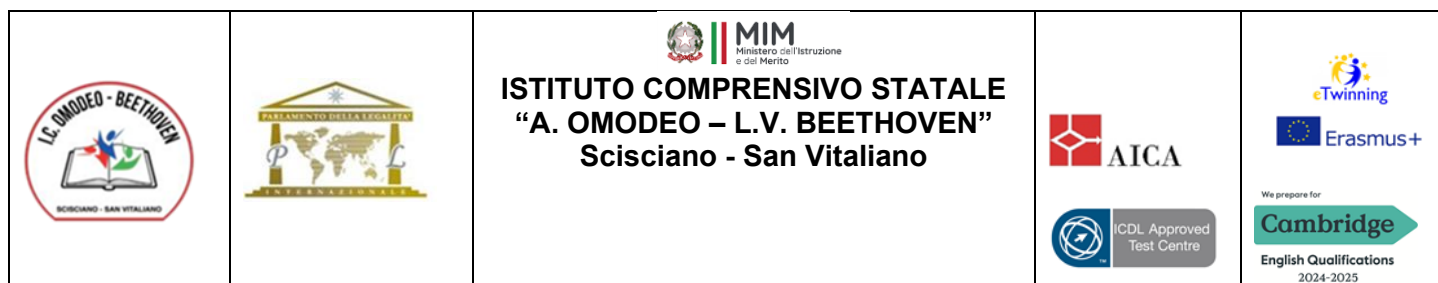 I.C. OMODEO - BEETHOVEN
SCISCIANO - SAN VITALIANO
PARLAMENTO DELLA LEGALITA'
P L
INTERNAZIONALE
MIM
Ministero dell'Istruzione
e del Merito
ISTITUTO COMPRENSIVO STATALE
“A. OMODEO – L.V. BEETHOVEN”
Scisciano - San Vitaliano
AICA
ICDL Approved
Test Centre
eTwinning
Erasmus+
We prepare for
Cambridge
English Qualifications
2024-2025